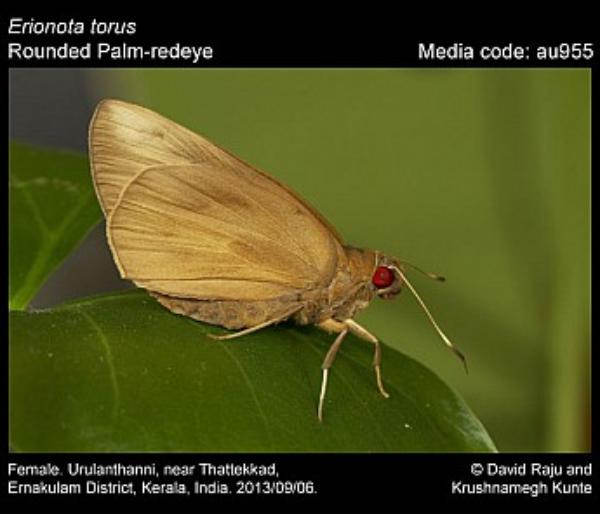 Erionota torus
Rounded Palm-redeye
Media code: au955
Female. Urulanthanni, near Thattekkad,
Ernakulam District, Kerala, India. 2013/09/06.
© David Raju and
Krushnamegh Kunte